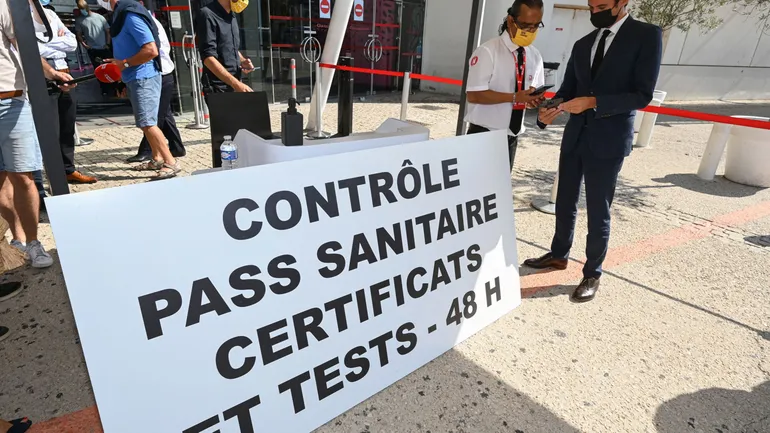 CONTRÔLE
PASS SANITAIRE
CERTIFICATS
ET TESTS - 48 H